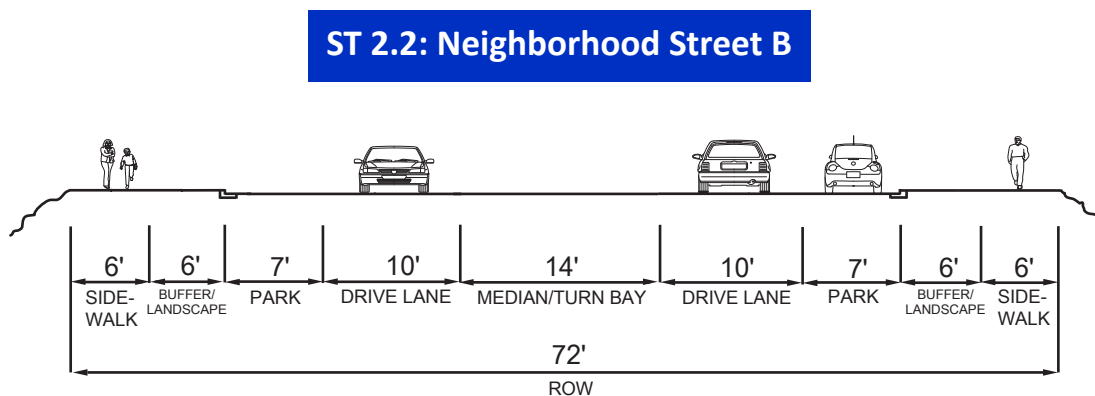 ST 2.2: Neighborhood Street B
6' 6' 7' 10' 14' 10' 7' 6' 6'
SIDE-
WALK
BUFFER/
LANDSCAPE
PARK
DRIVE LANE
MEDIAN/TURN BAY
DRIVE LANE
PARK
BUFFER/
LANDSCAPE
SIDE-
WALK
72'
ROW